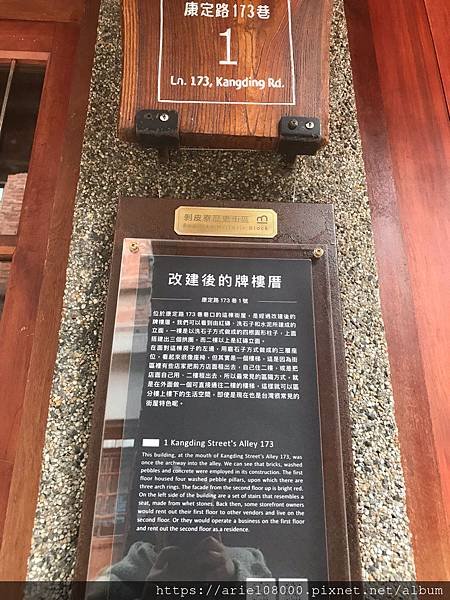 康定路173巷
1
Ln. 173, Kangding Rd.
剝皮寮歷史街區
Block
改建後的牌樓厝
康定路 173 巷 1 號
位於康定路 173 巷巷口的這棟街屋，是經過改建後的
牌樓厝。我們可以看到由紅磚、洗石子和水泥所建成的
立面，一樓是以洗石子方式做成的四根圓形柱子，上面
搭建出三個拱圈，而二樓以上是紅磚立面。
在面對這棟房子的左邊，用磨石子方式做成的三層座
位，看起來很像座椅，但其實是一個樓梯，這是因為街
區裡有些店家把前方店面租出去，自己住二樓，或是把
店面自己用、二樓租出去，所以最常見的區隔方式，就
是在外面做一個可直接通往二樓的樓梯，這樣就可以區
分樓上樓下的生活空間，即使是現在也是台灣很常見的
街屋特色呢。
1 Kangding Street's Alley 173
This building, at the mouth of Kangding Street's Alley 173, was
once the archway into the alley. We can see that bricks, washed
pebbles and concrete were employed in its construction. The first
floor housed four washed pebble pillars, upon which there are
three arch rings. The facade from the second floor up is bright red.
On the left side of the building are a set of stairs that resembles a
seat, made from whet stones. Back then, some storefront owners
would rent out their first floor to other vendors and live on the
second floor. Or they would operate a business on the first floor
and rent out the second floor as a residence.
https://ariel08000.pixnet.net/album